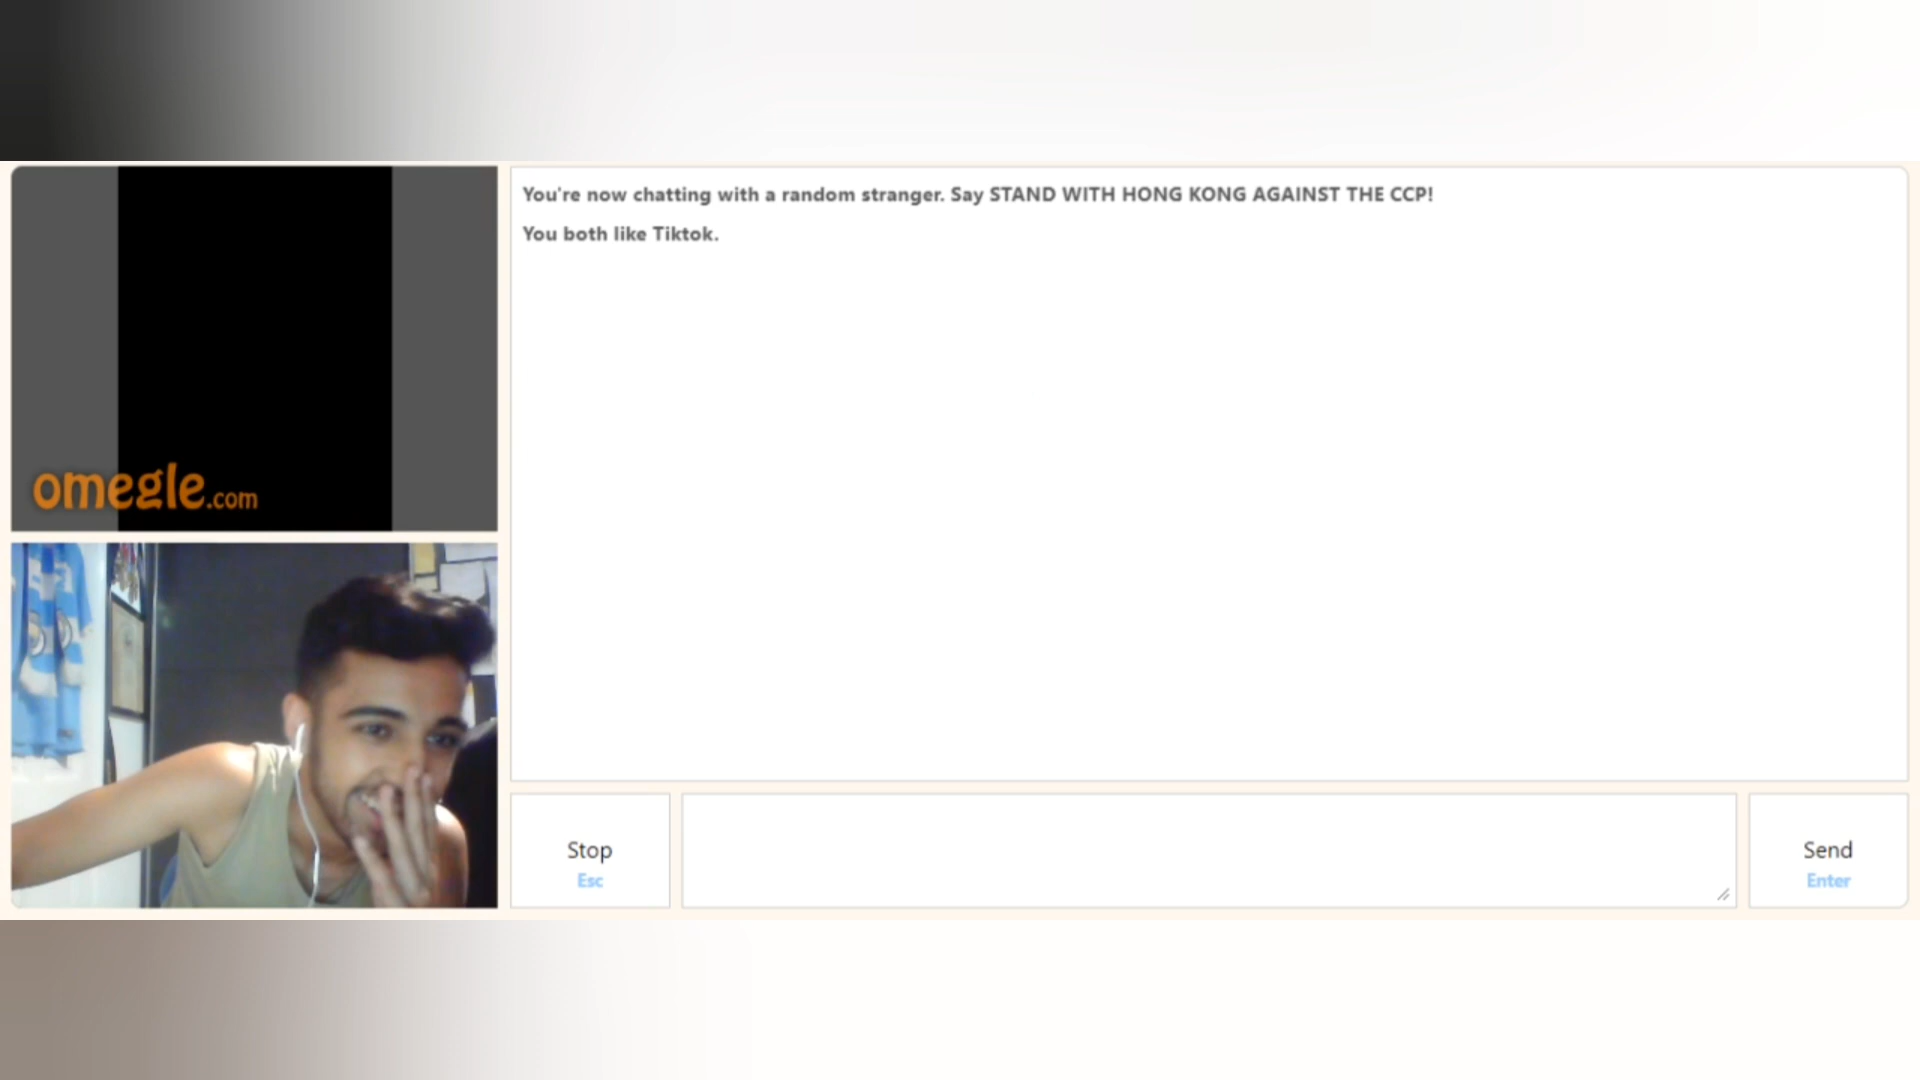 You're now chatting with a random stranger. Say STAND WITH HONG KONG AGAINST THE CCP!
You both like Tiktok.
omegle.com
Stop
Esc
Send
Enter